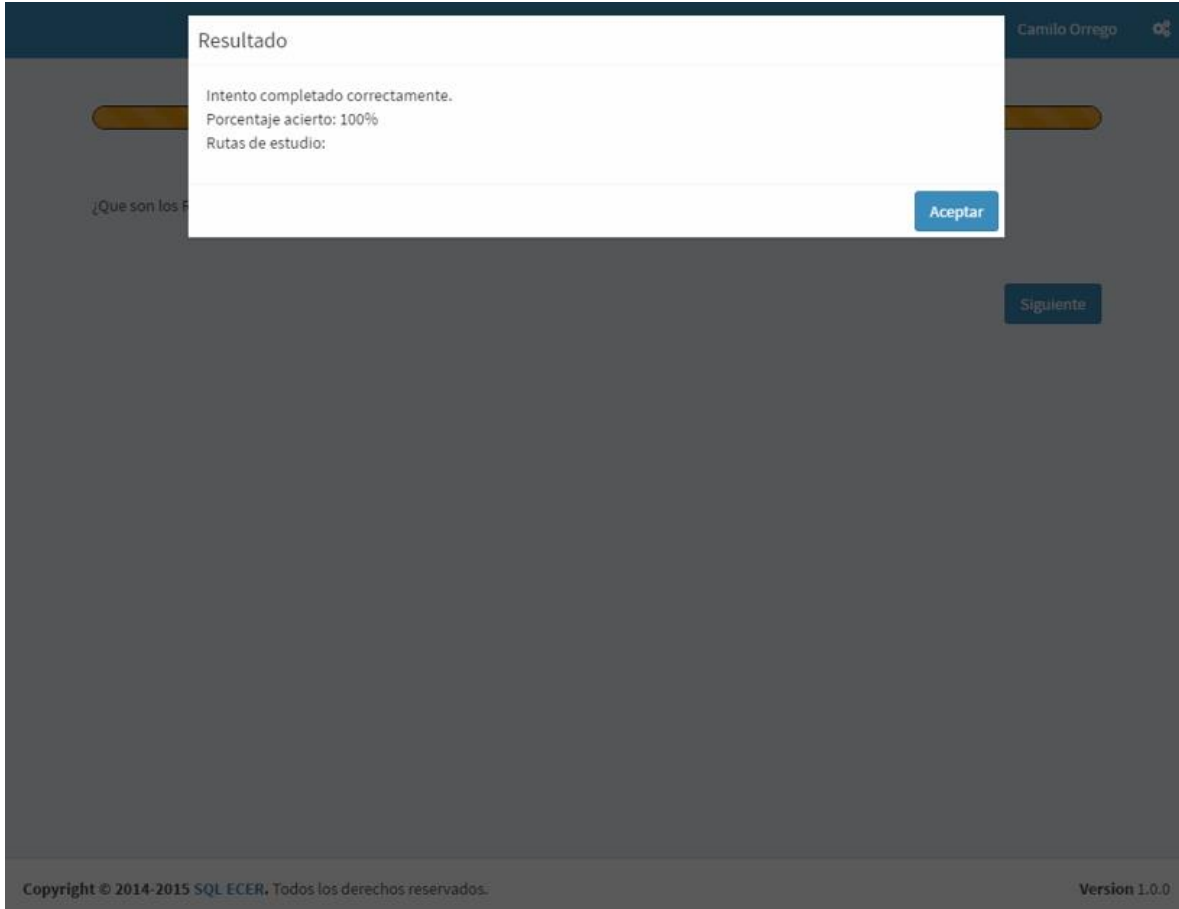 Camilo Orrego
Resultado
Intento completado correctamente.
Porcentaje acierto: 100%
Rutas de estudio:
¿Que son los
Aceptar
Siguiente
Copyright © 2014-2015 SQL ECER. Todos los derechos reservados.
Version 1.0.0